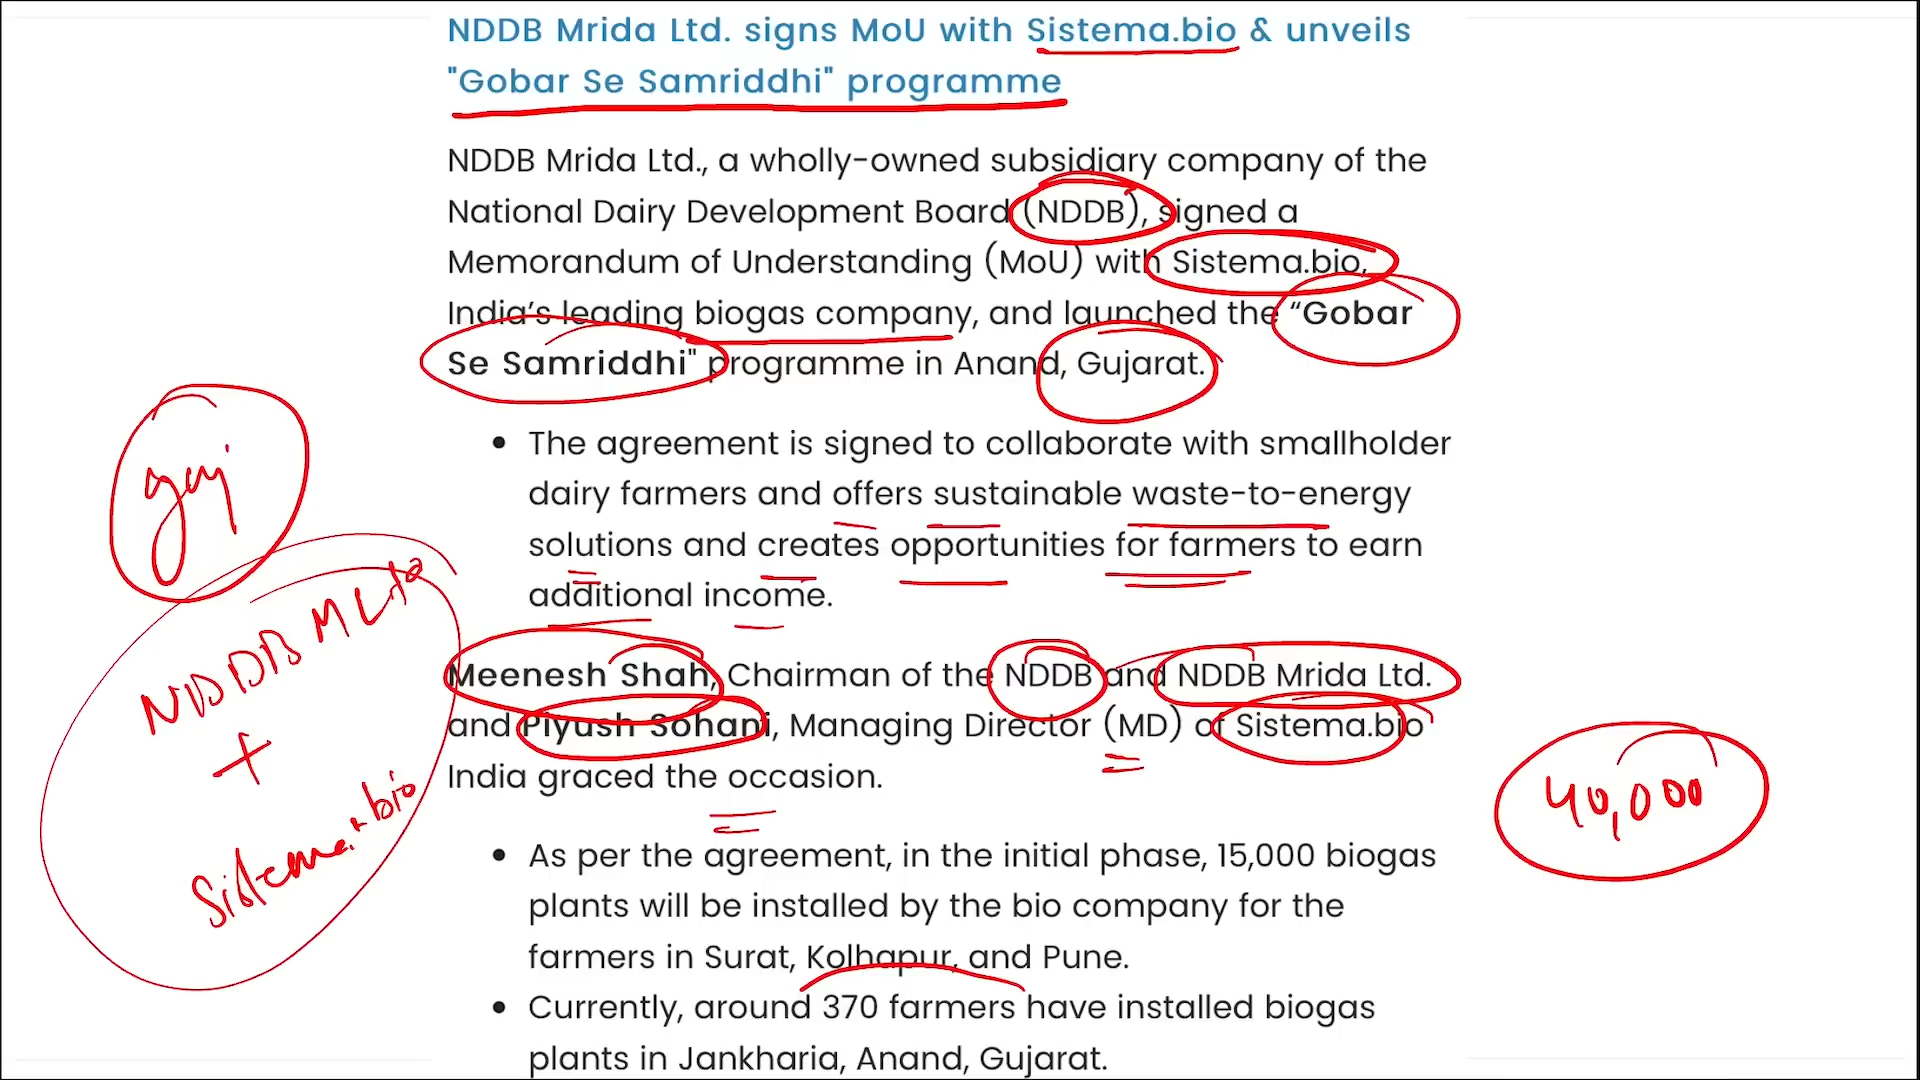 NDDB Mrida Ltd. signs MoU with Sistema.bio & unveils
"Gobar Se Samriddhi" programme
NDDB Mrida Ltd., a wholly-owned subsidiary company of the
National Dairy Development Board (NDDB), signed a
Memorandum of Understanding (MoU) with Sistema.bio,
India’s leading biogas company, and launched the “Gobar
Se Samriddhi" programme in Anand, Gujarat.
The agreement is signed to collaborate with smallholder
dairy farmers and offers sustainable waste-to-energy
solutions and creates opportunities for farmers to earn
additional income.
Meenesh Shah, Chairman of the NDDB and NDDB Mrida Ltd.
and Piyush Sohani, Managing Director (MD) of Sistema.bio
India graced the occasion.
As per the agreement, in the initial phase, 15,000 biogas
plants will be installed by the bio company for the
farmers in Surat, Kolhapur, and Pune.
Currently, around 370 farmers have installed biogas
plants in Jankharia, Anand, Gujarat.
guj
NDDB M Ltd
+
Sistema.bio
40,000